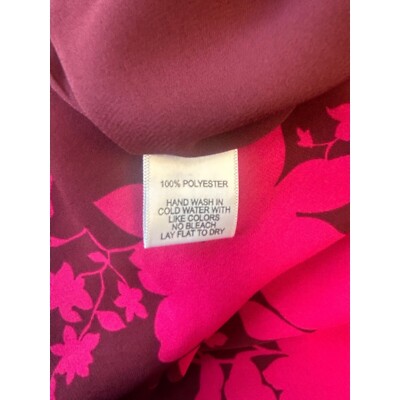 100% POLYESTER
HAND WASH IN
COLD WATER WITH
LIKE COLORS
NO BLEACH
LAY FLAT TO DRY